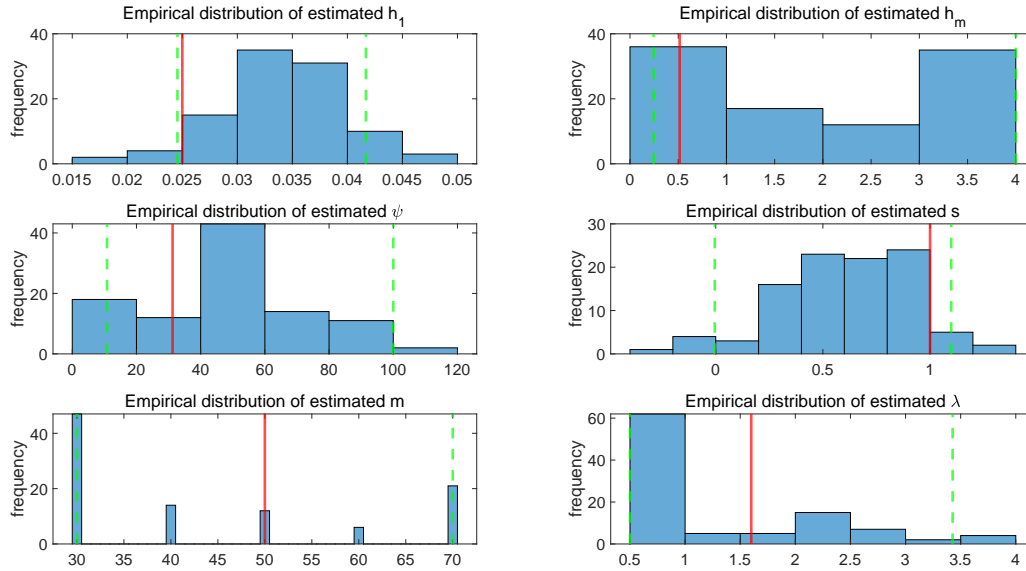 Empirical distribution of estimated h_1
40
20
0
frequency
0.015 0.02 0.025 0.03 0.035 0.04 0.045 0.05
Empirical distribution of estimated h_m
40
20
0
frequency
0 0.5 1 1.5 2 2.5 3 3.5 4
Empirical distribution of estimated ψ
40
20
0
frequency
0 20 40 60 80 100 120
Empirical distribution of estimated s
30
20
10
0
frequency
0 0.5 1
Empirical distribution of estimated m
40
20
0
frequency
30 35 40 45 50 55 60 65 70
Empirical distribution of estimated λ
60
40
20
0
frequency
0.5 1 1.5 2 2.5 3 3.5 4